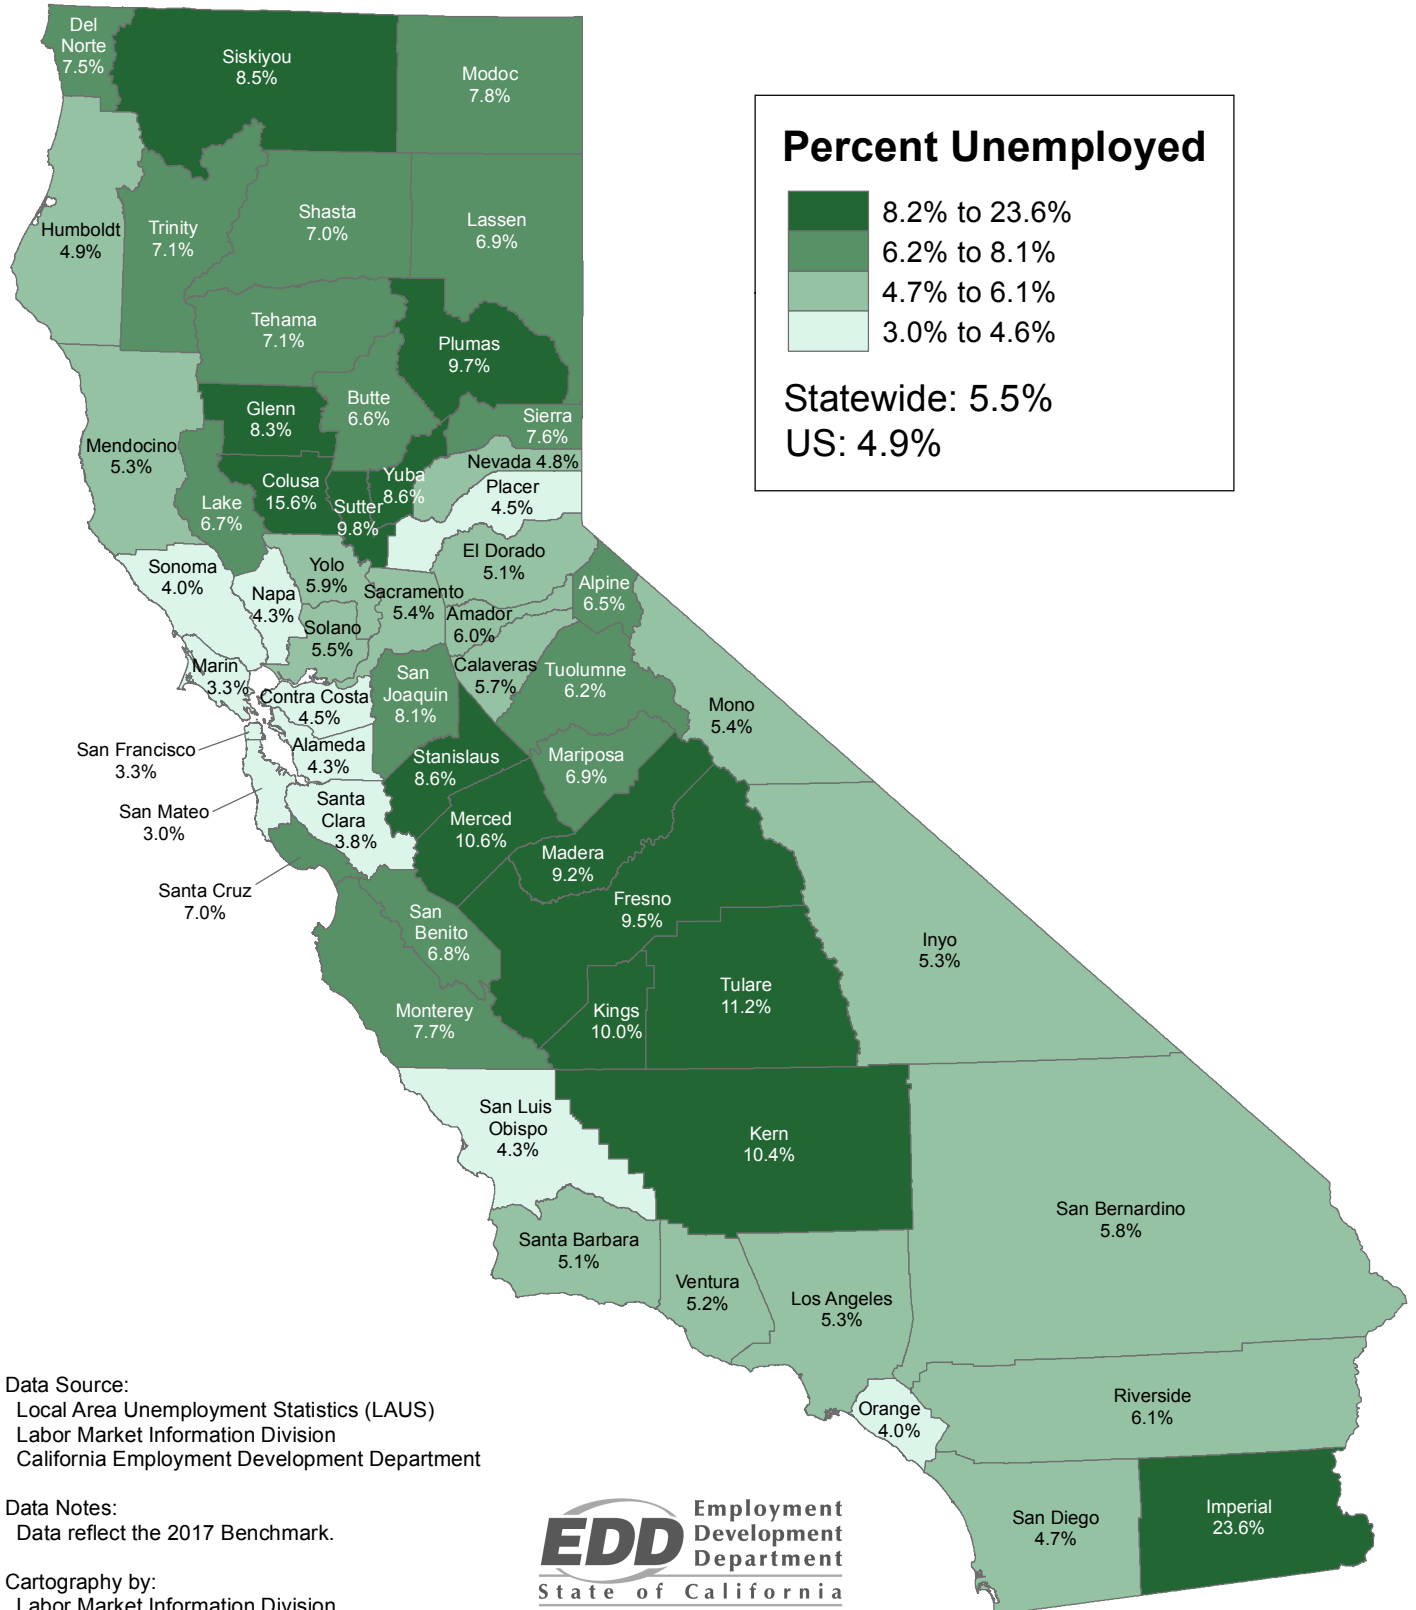 Del
Norte
7.5%
Siskiyou
8.5%
Modoc
7.8%
Percent Unemployed
8.2% to 23.6%
6.2% to 8.1%
4.7% to 6.1%
3.0% to 4.6%
Statewide: 5.5%
US: 4.9%
Humboldt
4.9%
Trinity
7.1%
Shasta
7.0%
Lassen
6.9%
Tehama
7.1%
Plumas
9.7%
Glenn
8.3%
Butte
6.6%
Sierra
7.6%
Mendocino
5.3%
Nevada 4.8%
Lake
6.7%
Colusa
15.6%
Sutter
9.8%
Yuba
8.6%
Placer
4.5%
Sonoma
4.0%
Napa
4.3%
Yolo
5.9%
Sacramento
5.4%
El Dorado
5.1%
Alpine
6.5%
Solano
5.5%
Amador
6.0%
Marin
3.3%
Contra Costa
4.5%
San
Joaquin
8.1%
Calaveras
5.7%
Tuolumne
6.2%
Mono
5.4%
San Francisco
3.3%
Alameda
4.3%
Stanislaus
8.6%
Mariposa
6.9%
San Mateo
3.0%
Santa
Clara
3.8%
Merced
10.6%
Madera
9.2%
Santa Cruz
7.0%
San
Benito
6.8%
Fresno
9.5%
Inyo
5.3%
Monterey
7.7%
Kings
10.0%
Tulare
11.2%
San Luis
Obispo
4.3%
Kern
10.4%
San Bernardino
5.8%
Santa Barbara
5.1%
Ventura
5.2%
Los Angeles
5.3%
Orange
4.0%
Riverside
6.1%
San Diego
4.7%
Imperial
23.6%
Data Source:
Local Area Unemployment Statistics (LAUS)
Labor Market Information Division
California Employment Development Department
Data Notes:
Data reflect the 2017 Benchmark.
Cartography by:
Labor Market Information Division
EDD
Employment
Development
Department
State of California